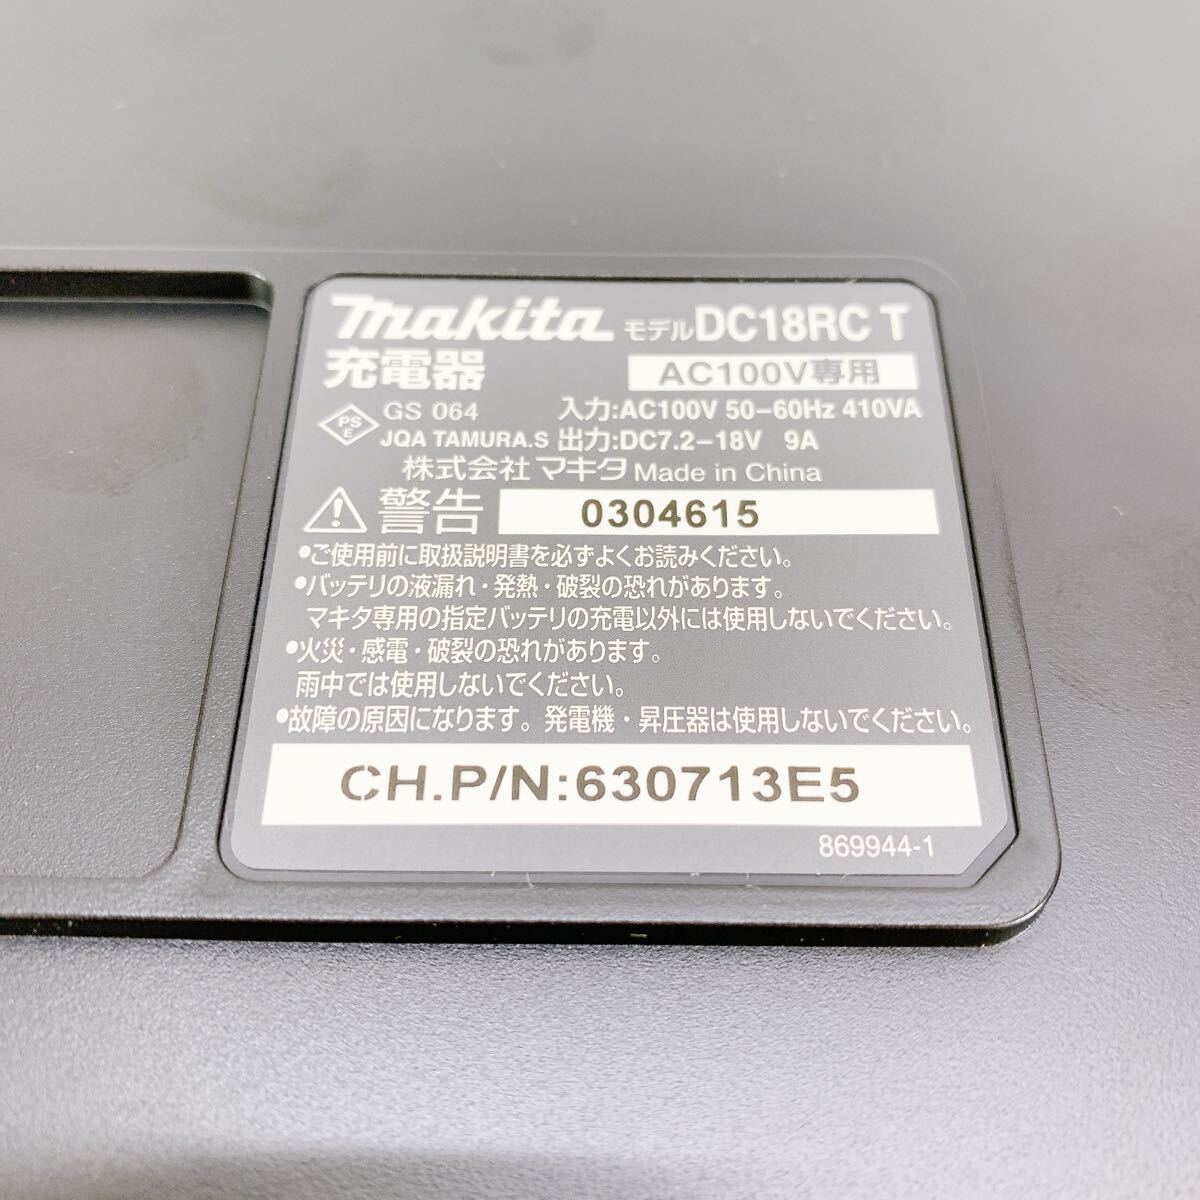 makita モデルDC18RC T
充電器 AC100V専用
PS
E
GS 064 入力:AC100V 50-60Hz 410VA
JQA TAMURA.S 出力:DC7.2-18V 9A
株式会社マキタ Made in China
警告 0304615
•ご使用前に取扱説明書を必ずよくお読みください。
•バッテリの液漏れ・発熱・破裂の恐れがあります。
マキタ専用の指定バッテリの充電以外には使用しないでください。
•火災・感電・破裂の恐れがあります。
雨中では使用しないでください。
•故障の原因になります。発電機・昇圧器は使用しないでください。
CH.P/N:630713E5
869944-1